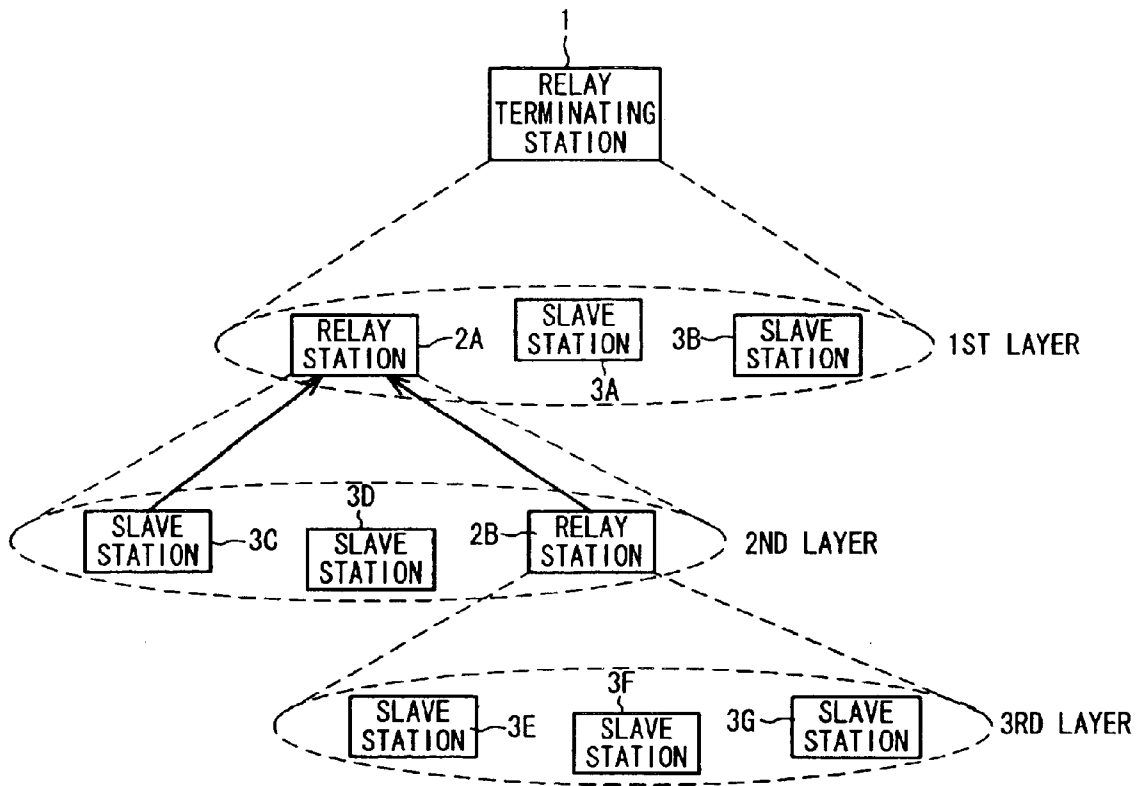 1
RELAY
TERMINATING
STATION
RELAY
STATION
2A
SLAVE
STATION
3A
3B
SLAVE
STATION
1ST LAYER
SLAVE
STATION
3C
3D
SLAVE
STATION
2B
RELAY
STATION
2ND LAYER
SLAVE
STATION
3E
3F
SLAVE
STATION
3G
SLAVE
STATION
3RD LAYER